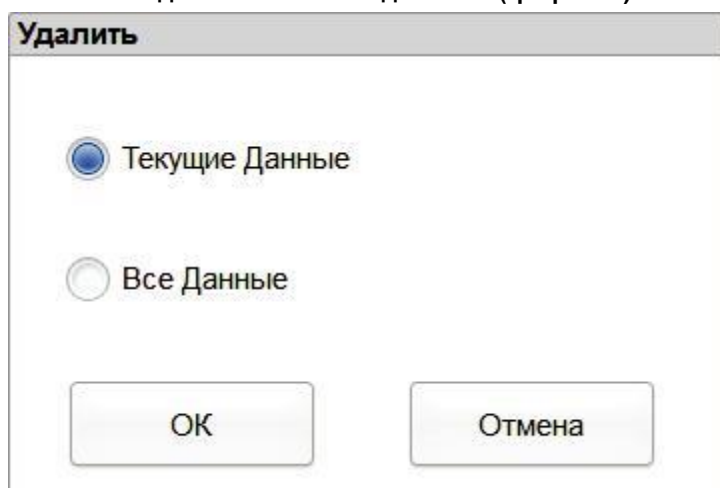 Удалить
Текущие Данные
Все Данные
ОК
Отмена